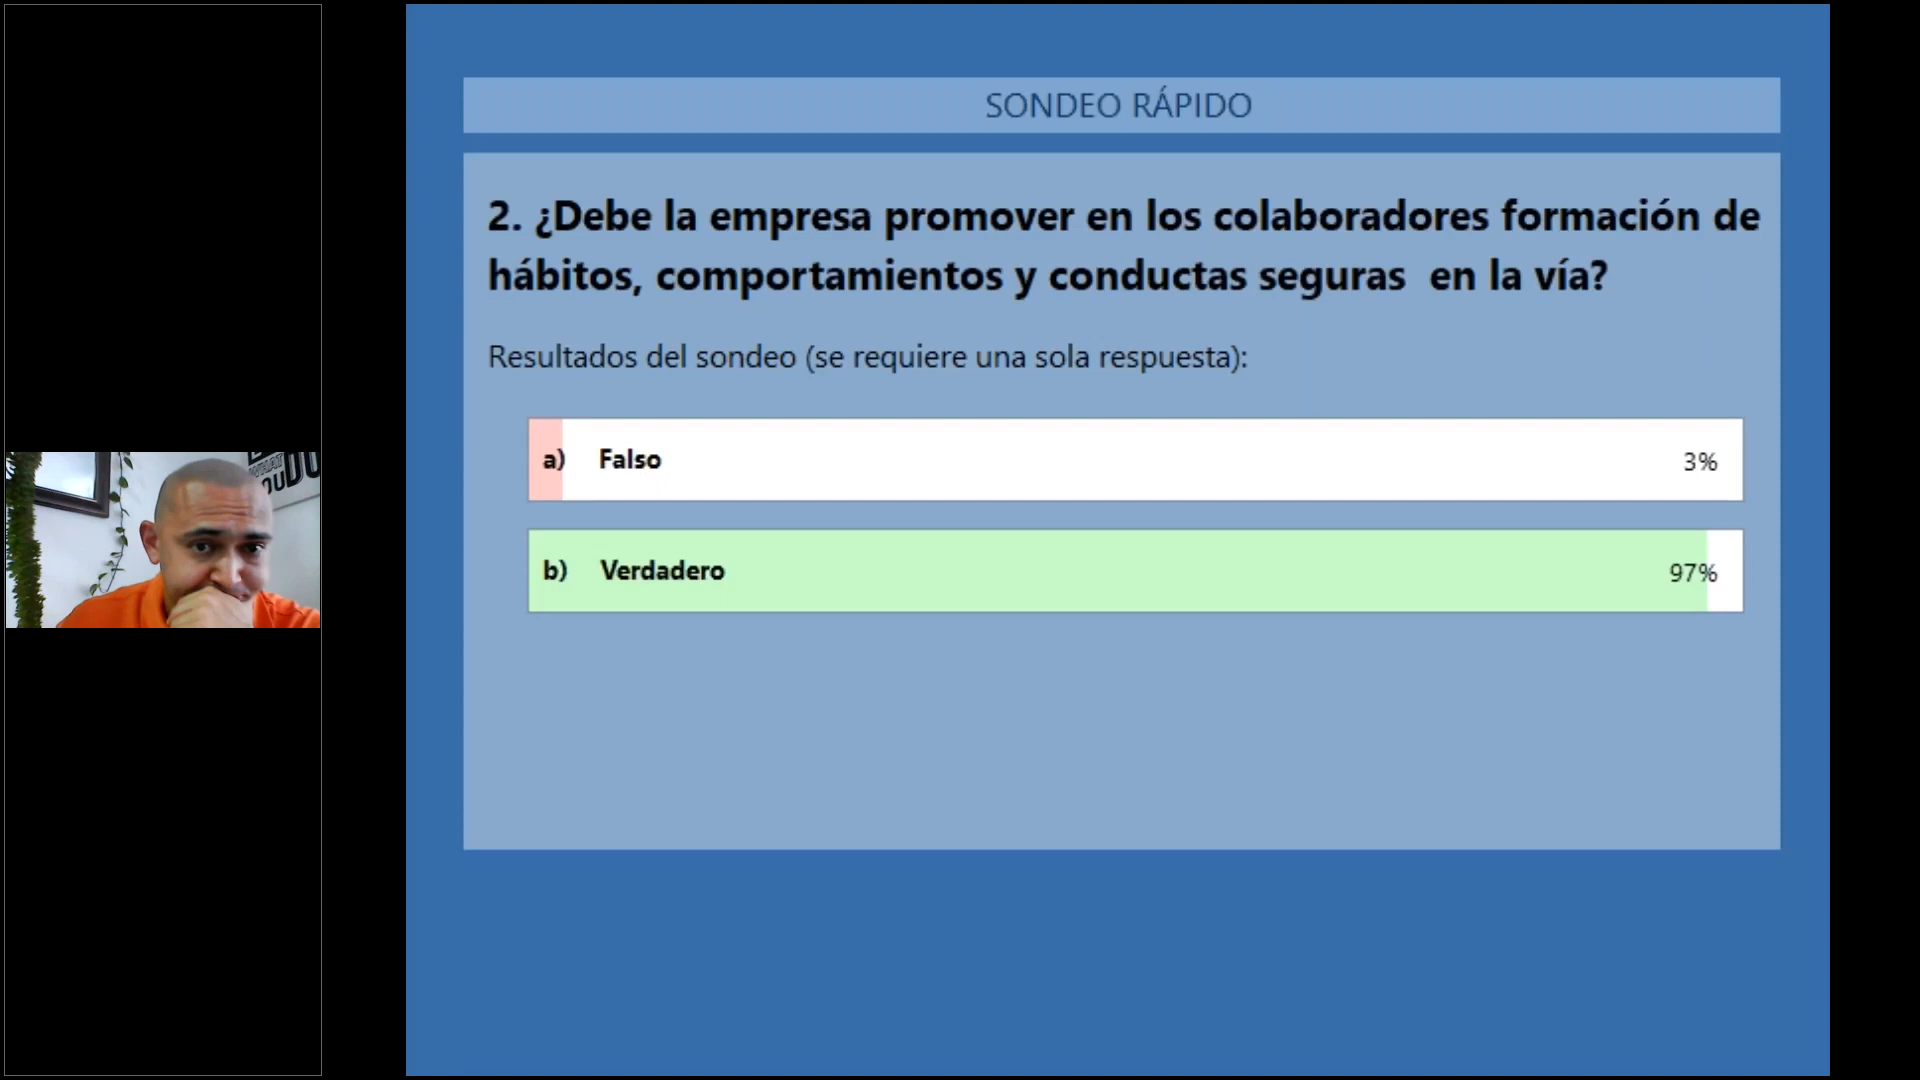 SONDEO RÁPIDO
2. ¿Debe la empresa promover en los colaboradores formación de
hábitos, comportamientos y conductas seguras en la vía?
Resultados del sondeo (se requiere una sola respuesta):
a) Falso 3%
b) Verdadero 97%